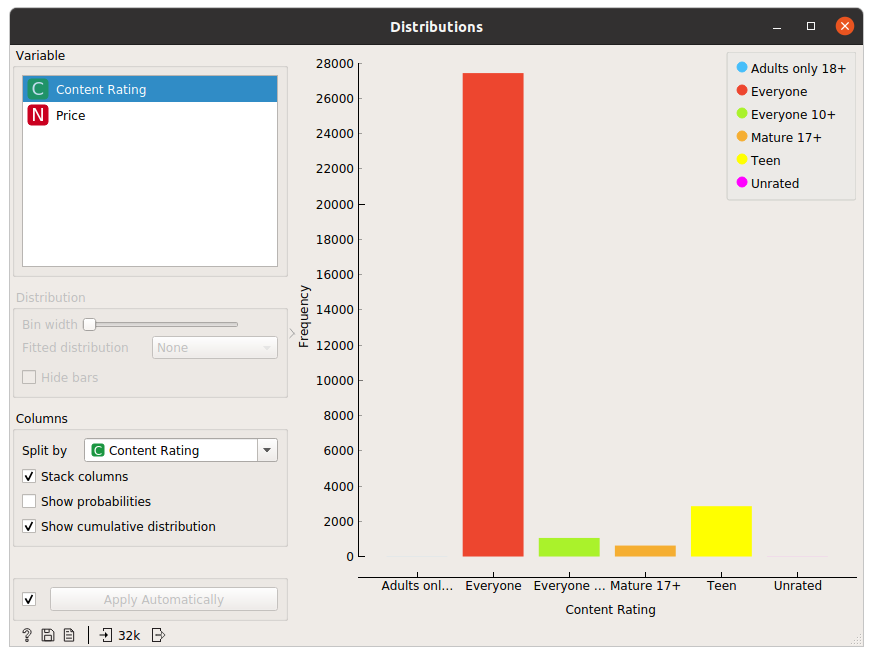 Distributions
Variable
C Content Rating
N Price
Distribution
Bin width
Fitted distribution None
Hide bars
Columns
Split by C Content Rating
Stack columns
Show probabilities
Show cumulative distribution
Apply Automatically
? 32k
28000
26000
24000
22000
20000
18000
16000
14000
12000
10000
8000
6000
4000
2000
0
Frequency
Adults onl... Everyone Everyone ... Mature 17+ Teen Unrated
Content Rating
Adults only 18+
Everyone
Everyone 10+
Mature 17+
Teen
Unrated